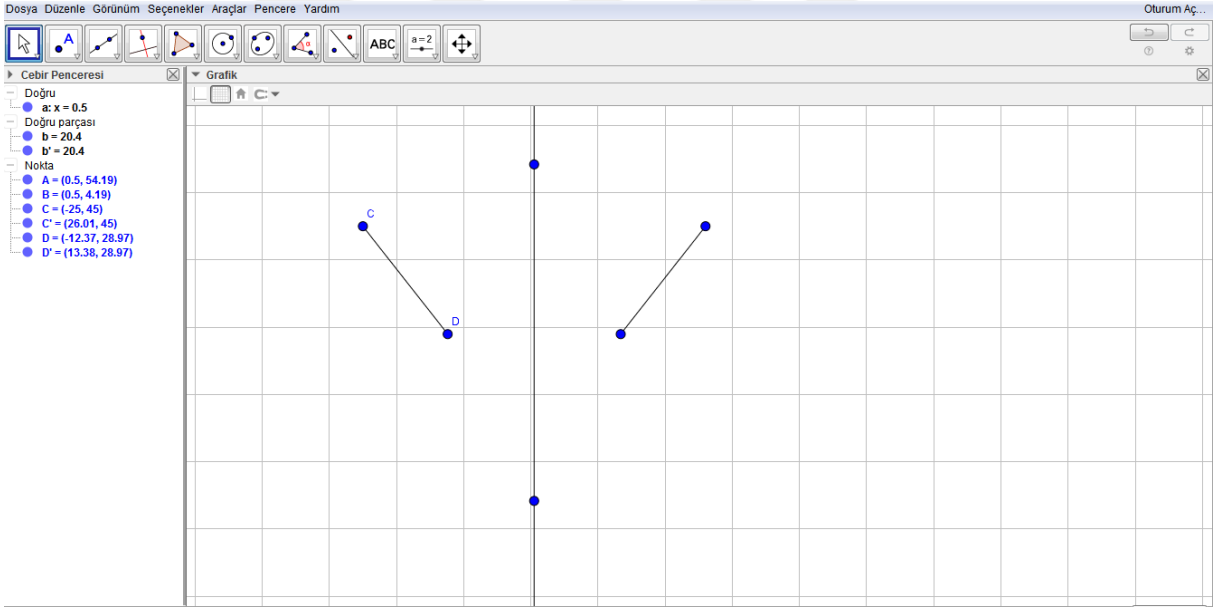 Dosya Düzenle Görünüm Seçenekler Araçlar Pencere Yardım
Oturum Aç...
A
ABC
a=2
Cebir Penceresi
Grafik
Doğru
a: x = 0.5
Doğru parçası
b = 20.4
b' = 20.4
Nokta
A = (0.5, 54.19)
B = (0.5, 4.19)
C = (-25, 45)
C' = (26.01, 45)
D = (-12.37, 28.97)
D' = (13.38, 28.97)
C
D